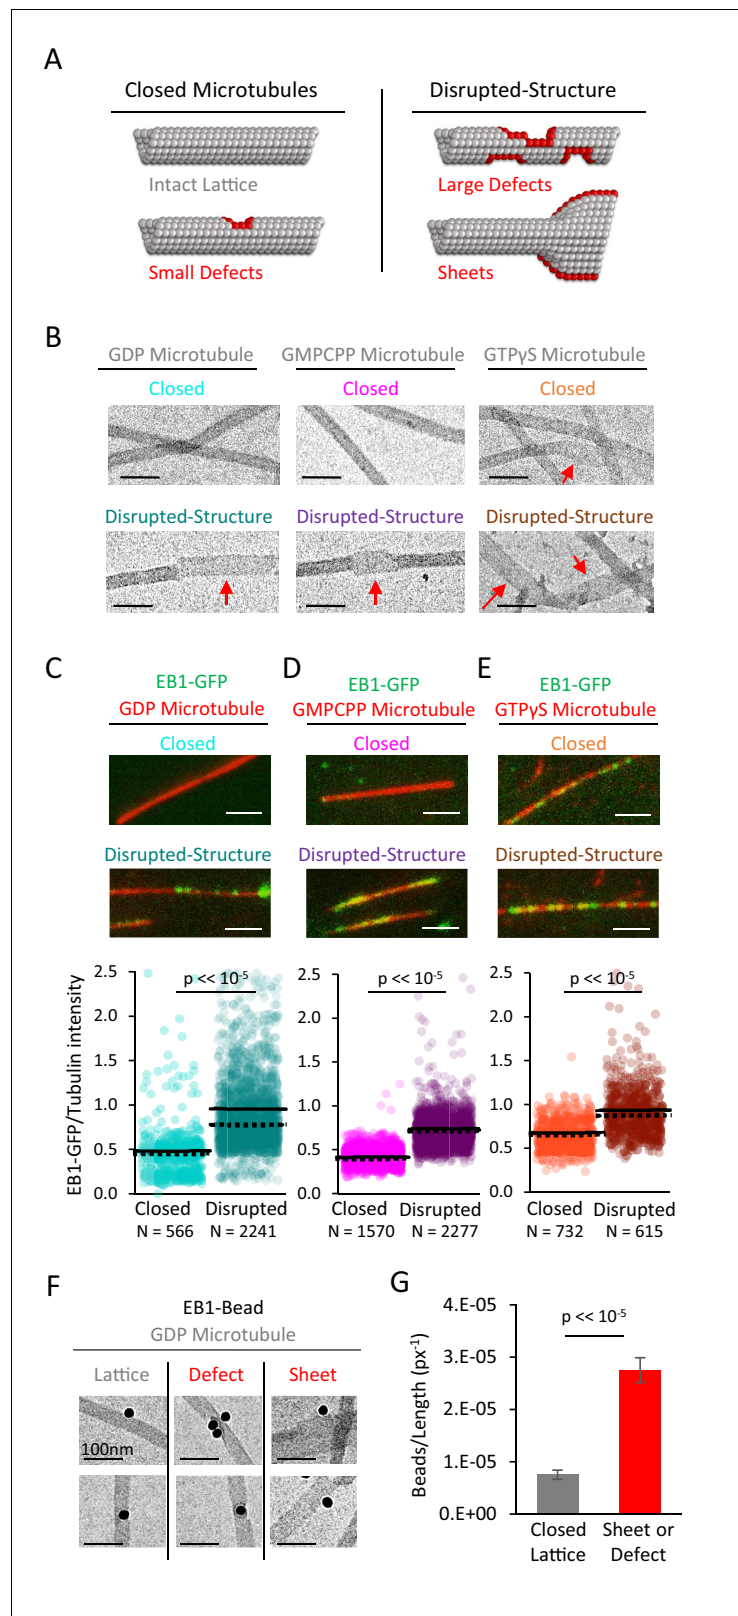 A
Closed Microtubules
Disrupted-Structure
Intact Lattice
Large Defects
Small Defects
Sheets
B
GDP Microtubule
GMPCPP Microtubule
GTPγS Microtubule
Closed
Closed
Closed
Disrupted-Structure
Disrupted-Structure
Disrupted-Structure
C
EB1-GFP
GDP Microtubule
Closed
Disrupted-Structure
D
EB1-GFP
GMPCPP Microtubule
Closed
Disrupted-Structure
E
EB1-GFP
GTPγS Microtubule
Closed
Disrupted-Structure
EB1-GFP/Tubulin intensity
2.5
2.0
1.5
1.0
0.5
0.0
p << 10⁻⁵
Closed
Disrupted
N = 566
N = 2241
2.5
2.0
1.5
1.0
0.5
0.0
p << 10⁻⁵
Closed
Disrupted
N = 1570
N = 2277
2.5
2.0
1.5
1.0
0.5
0.0
p << 10⁻⁵
Closed
Disrupted
N = 732
N = 615
F
EB1-Bead
GDP Microtubule
Lattice
Defect
Sheet
100nm
G
Beads/Length (px⁻¹)
4.E-05
3.E-05
2.E-05
1.E-05
0.E+00
p << 10⁻⁵
Closed
Lattice
Sheet or
Defect